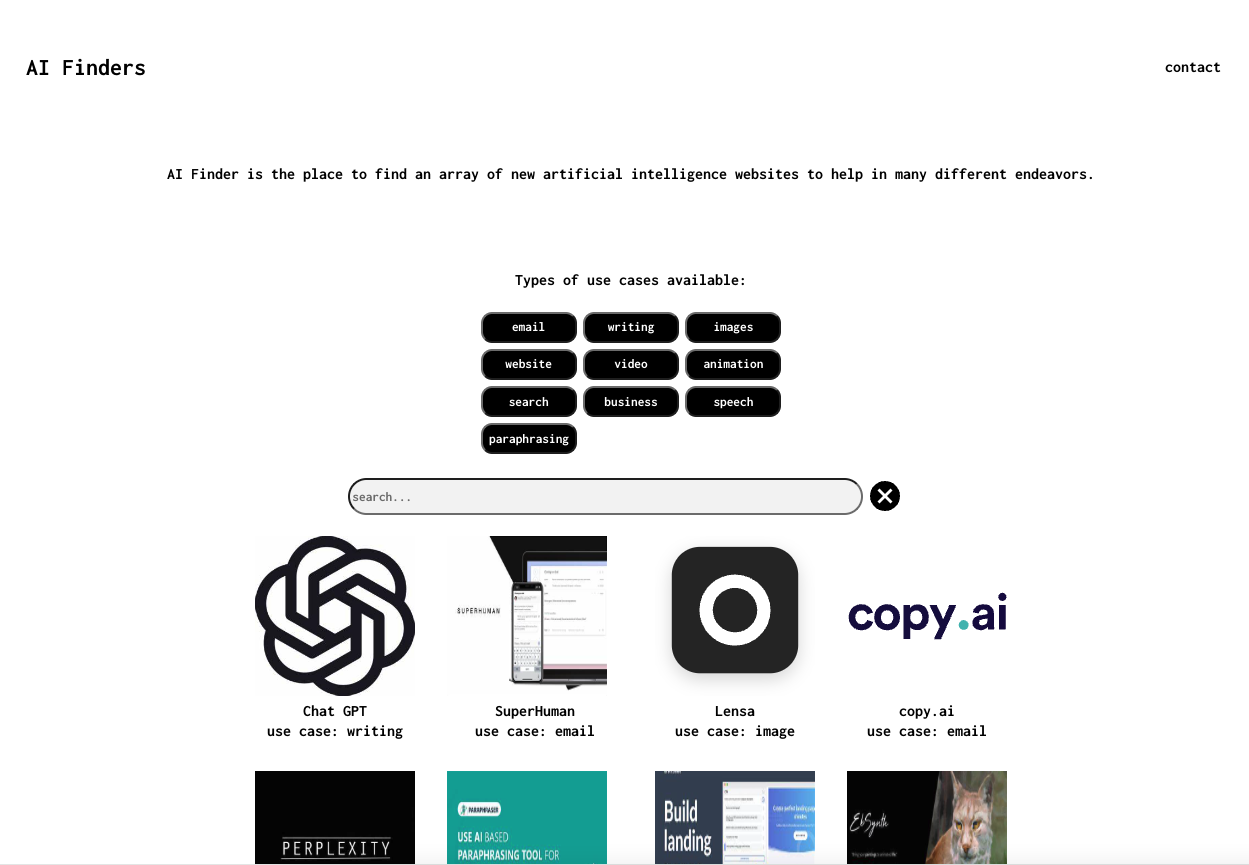 AI Finders
contact
AI Finder is the place to find an array of new artificial intelligence websites to help in many different endeavors.
Types of use cases available:
email writing images
website video animation
search business speech
paraphrasing
search...
SUPERHUMAN
copy.ai
Chat GPT
use case: writing
SuperHuman
use case: email
Lensa
use case: image
copy.ai
use case: email
PERPLEXITY
PARAPHRASER
USE AI BASED
PARAPHRASING TOOL FOR
Build
landing
EbSynth